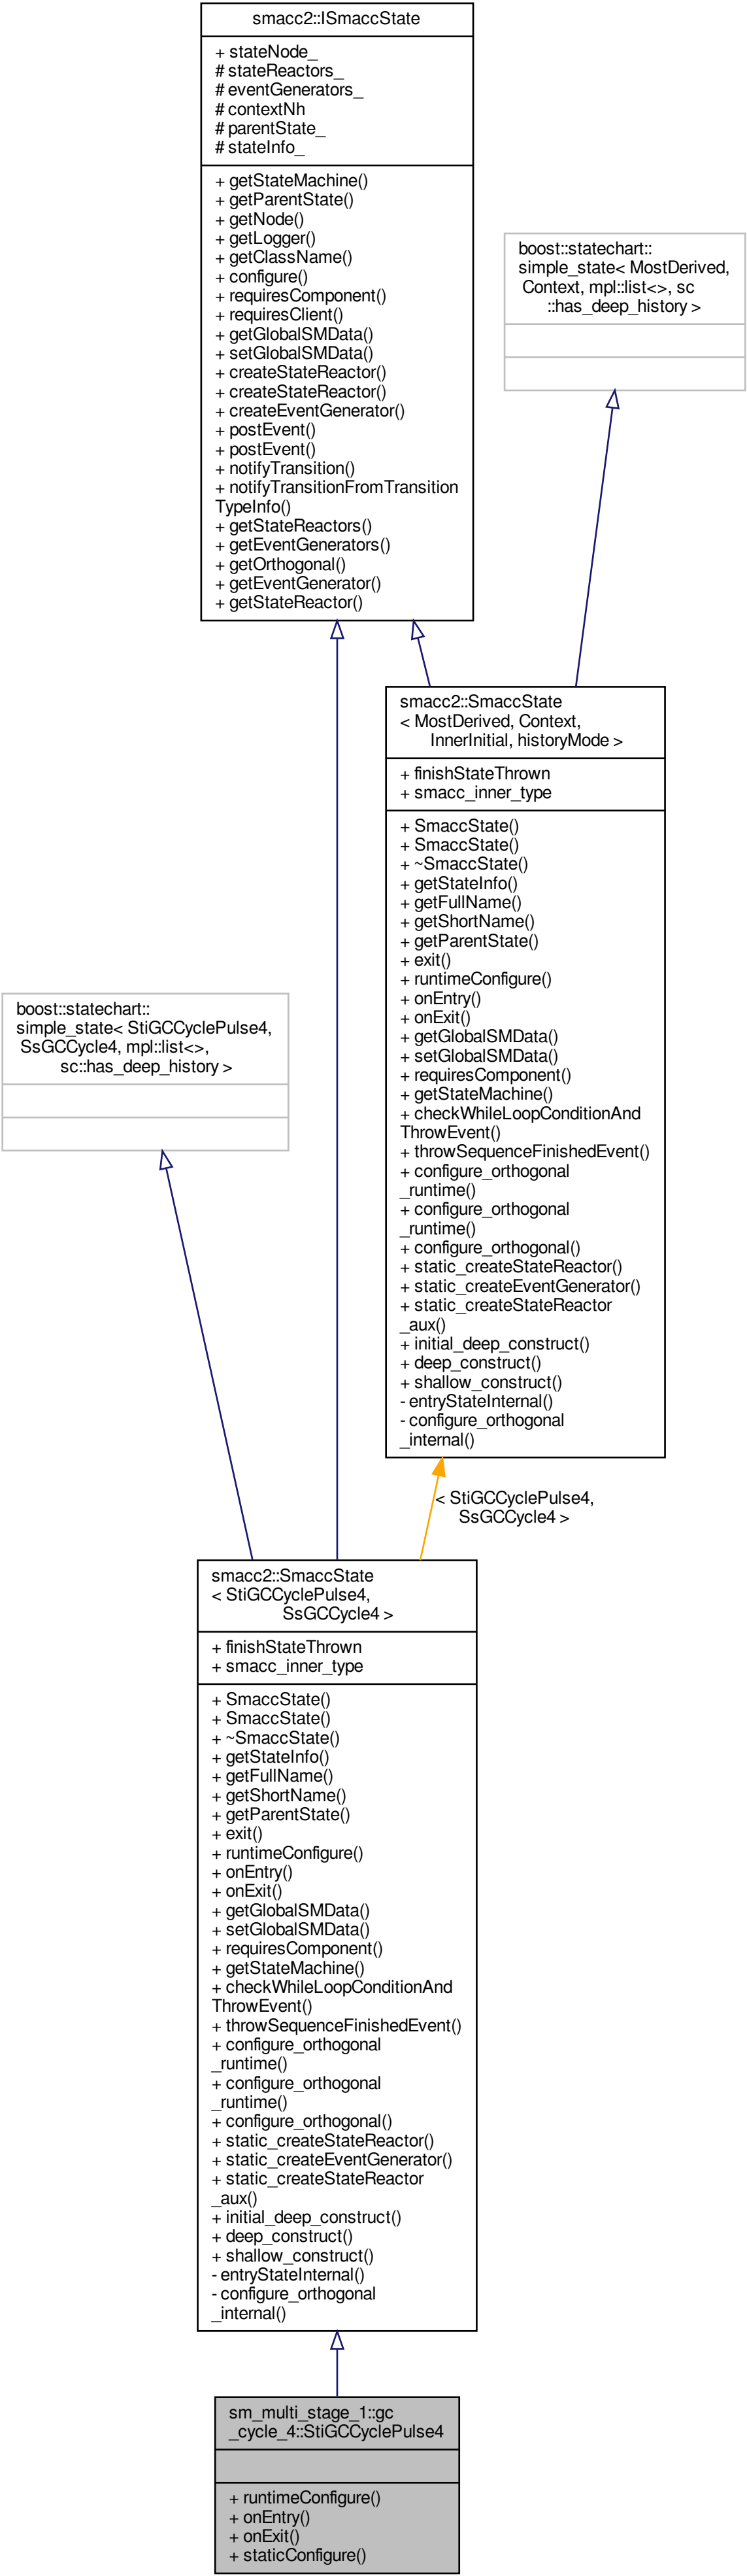 smacc2::ISmaccState
+ stateNode_
# stateReactors_
# eventGenerators_
# contextNh
# parentState_
# stateInfo_
+ getStateMachine()
+ getParentState()
+ getNode()
+ getLogger()
+ getClassName()
+ configure()
+ requiresComponent()
+ requiresClient()
+ getGlobalSMData()
+ setGlobalSMData()
+ createStateReactor()
+ createStateReactor()
+ createEventGenerator()
+ postEvent()
+ postEvent()
+ notifyTransition()
+ notifyTransitionFromTransition
TypeInfo()
+ getStateReactors()
+ getEventGenerators()
+ getOrthogonal()
+ getEventGenerator()
+ getStateReactor()
boost::statechart::
simple_state< MostDerived,
Context, mpl::list<>, sc
::has_deep_history >
smacc2::SmaccState
< MostDerived, Context,
InnerInitial, historyMode >
+ finishStateThrown
+ smacc_inner_type
+ SmaccState()
+ SmaccState()
+ ~SmaccState()
+ getStateInfo()
+ getFullName()
+ getShortName()
+ getParentState()
+ exit()
+ runtimeConfigure()
+ onEntry()
+ onExit()
+ getGlobalSMData()
+ setGlobalSMData()
+ requiresComponent()
+ getStateMachine()
+ checkWhileLoopConditionAnd
ThrowEvent()
+ throwSequenceFinishedEvent()
+ configure_orthogonal
_runtime()
+ configure_orthogonal
_runtime()
+ configure_orthogonal()
+ static_createStateReactor()
+ static_createEventGenerator()
+ static_createStateReactor
_aux()
+ initial_deep_construct()
+ deep_construct()
+ shallow_construct()
- entryStateInternal()
- configure_orthogonal
_internal()
boost::statechart::
simple_state< StiGCCyclePulse4,
SsGCCycle4, mpl::list<>,
sc::has_deep_history >
< StiGCCyclePulse4,
SsGCCycle4 >
smacc2::SmaccState
< StiGCCyclePulse4,
SsGCCycle4 >
+ finishStateThrown
+ smacc_inner_type
+ SmaccState()
+ SmaccState()
+ ~SmaccState()
+ getStateInfo()
+ getFullName()
+ getShortName()
+ getParentState()
+ exit()
+ runtimeConfigure()
+ onEntry()
+ onExit()
+ getGlobalSMData()
+ setGlobalSMData()
+ requiresComponent()
+ getStateMachine()
+ checkWhileLoopConditionAnd
ThrowEvent()
+ throwSequenceFinishedEvent()
+ configure_orthogonal
_runtime()
+ configure_orthogonal
_runtime()
+ configure_orthogonal()
+ static_createStateReactor()
+ static_createEventGenerator()
+ static_createStateReactor
_aux()
+ initial_deep_construct()
+ deep_construct()
+ shallow_construct()
- entryStateInternal()
- configure_orthogonal
_internal()
sm_multi_stage_1::gc
_cycle_4::StiGCCyclePulse4
+ runtimeConfigure()
+ onEntry()
+ onExit()
+ staticConfigure()